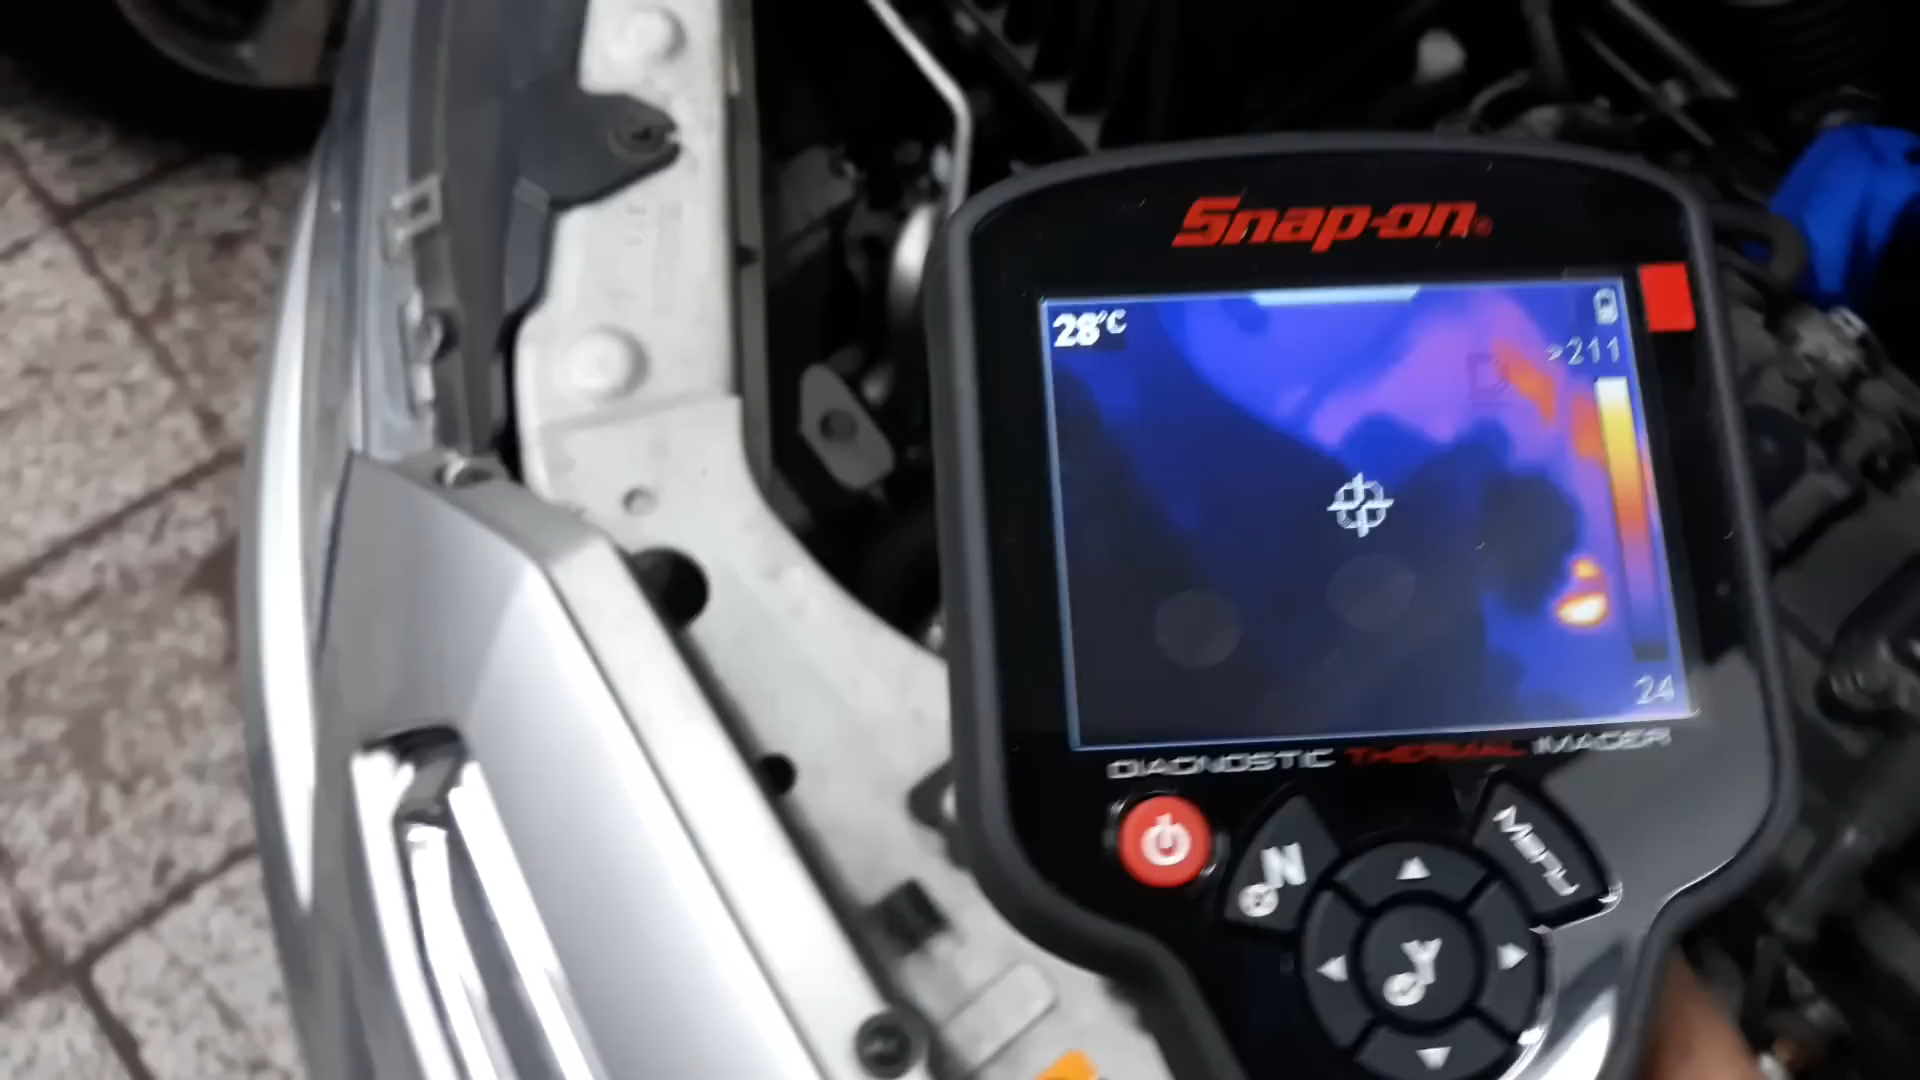 Snap-on
28°C
>211
24
DIAGNOSTIC THERMAL IMAGER
N
Menu
Y